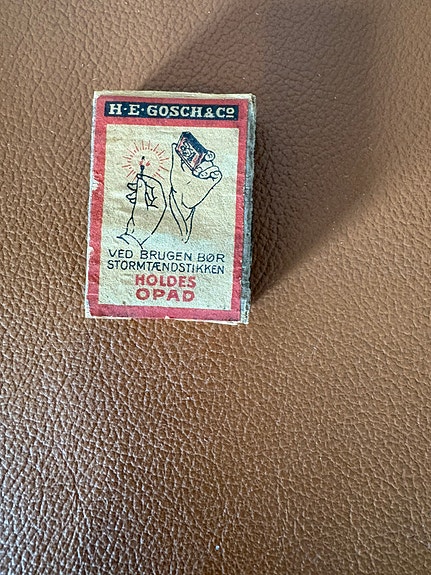 H·E·GOSCH & Cº
VED BRUGEN BØR
STORMTÆNDSTIKKEN
HOLDES
OPAD